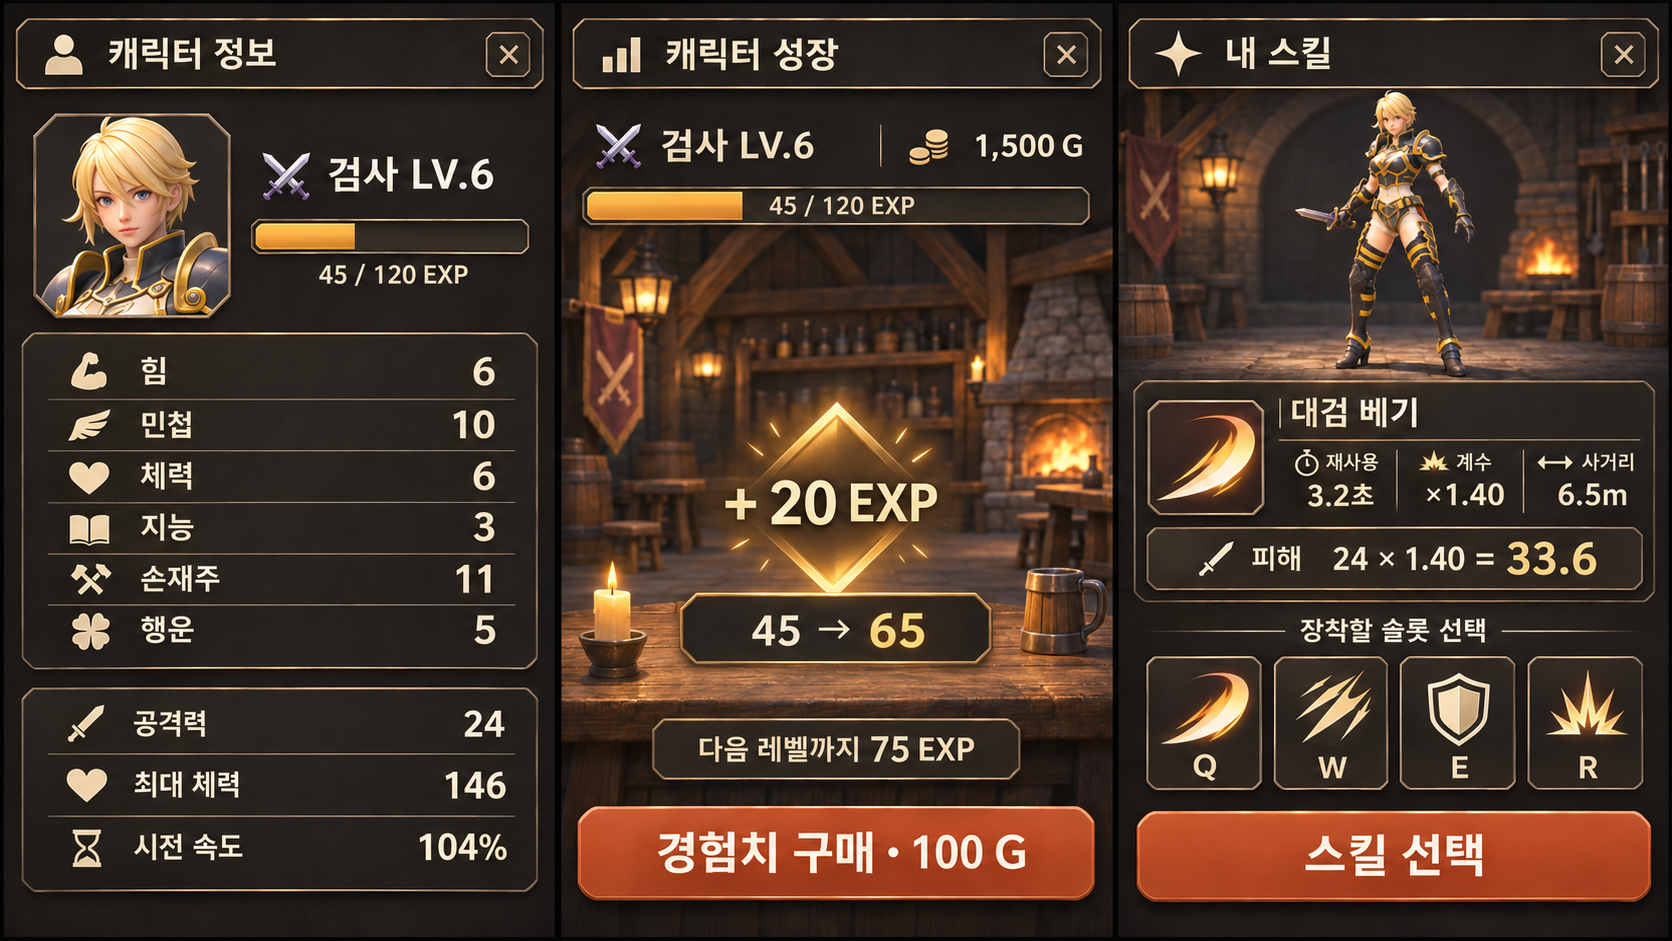 캐릭터 정보
검사 LV.6
45 / 120 EXP
힘 6
민첩 10
체력 6
지능 3
손재주 11
행운 5
공격력 24
최대 체력 146
시전 속도 104%
캐릭터 성장
검사 LV.6
1,500 G
45 / 120 EXP
+ 20 EXP
45 → 65
다음 레벨까지 75 EXP
경험치 구매 • 100 G
내 스킬
대검 베기
재사용 계수 사거리
3.2초 ×1.40 6.5m
피해 24 × 1.40 = 33.6
장착할 슬롯 선택
Q W E R
스킬 선택